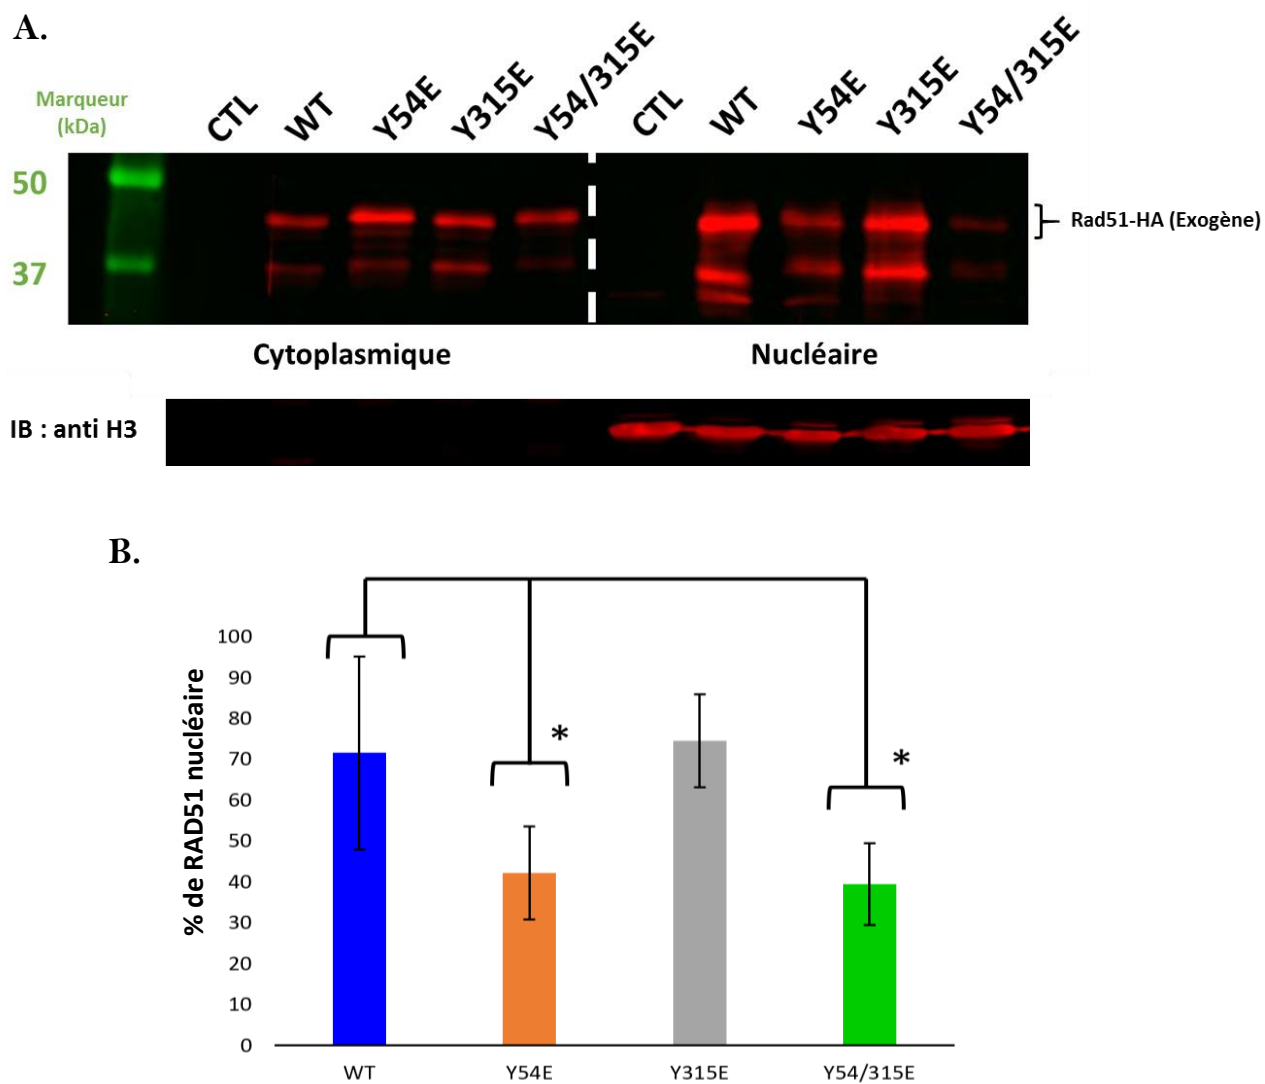 A.
Marqueur
(kDa)
CTL
WT
Y54E
Y315E
Y54/315E
CTL
WT
Y54E
Y315E
Y54/315E
50
37
Rad51-HA (Exogène)
Cytoplasmique
Nucléaire
IB : anti H3
B.
% de RAD51 nucléaire
100
90
80
70
60
50
40
30
20
10
0
*
*
WT
Y54E
Y315E
Y54/315E